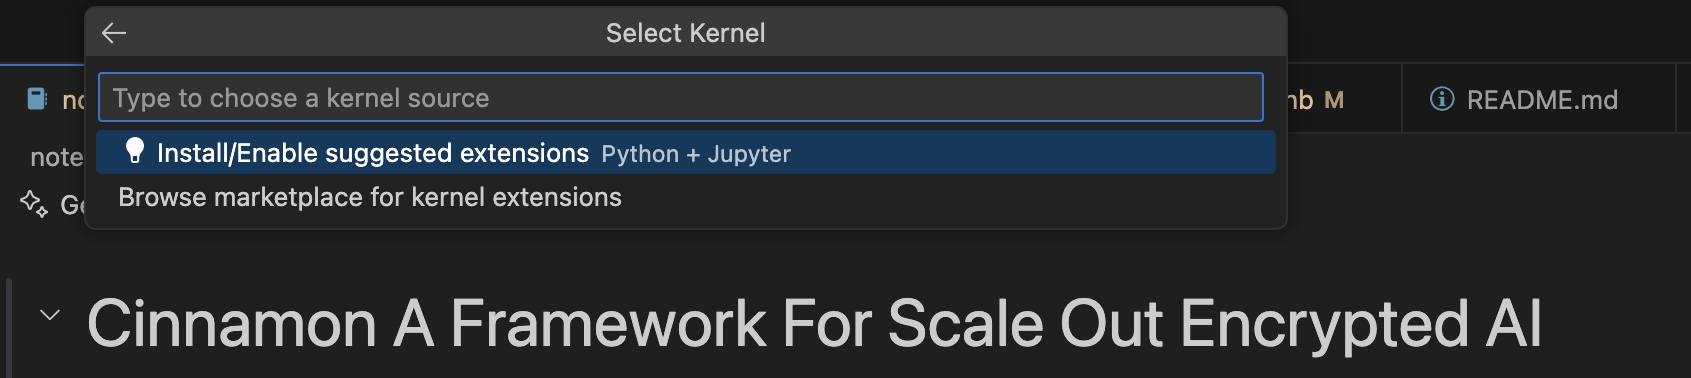 Select Kernel
Type to choose a kernel source
README.md
Install/Enable suggested extensions Python + Jupyter
Browse marketplace for kernel extensions
Cinnamon A Framework For Scale Out Encrypted AI